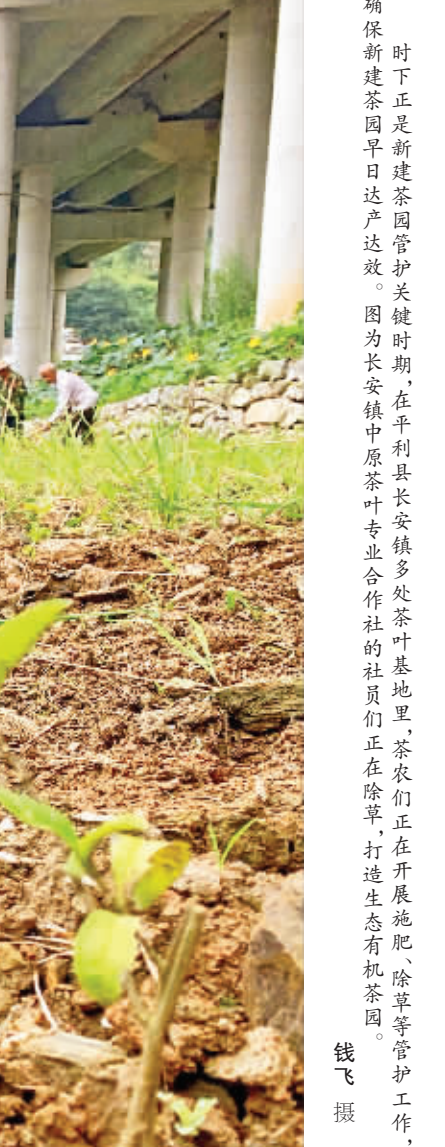 时下正是新建茶园管护关键时期，在平利县长安镇多处茶叶基地里，茶农们正在开展施肥、除草等管护工作，
确保新建茶园早日达产达效。图为长安镇中原茶叶专业合作社的社员们正在除草，打造生态有机茶园。
钱飞 摄